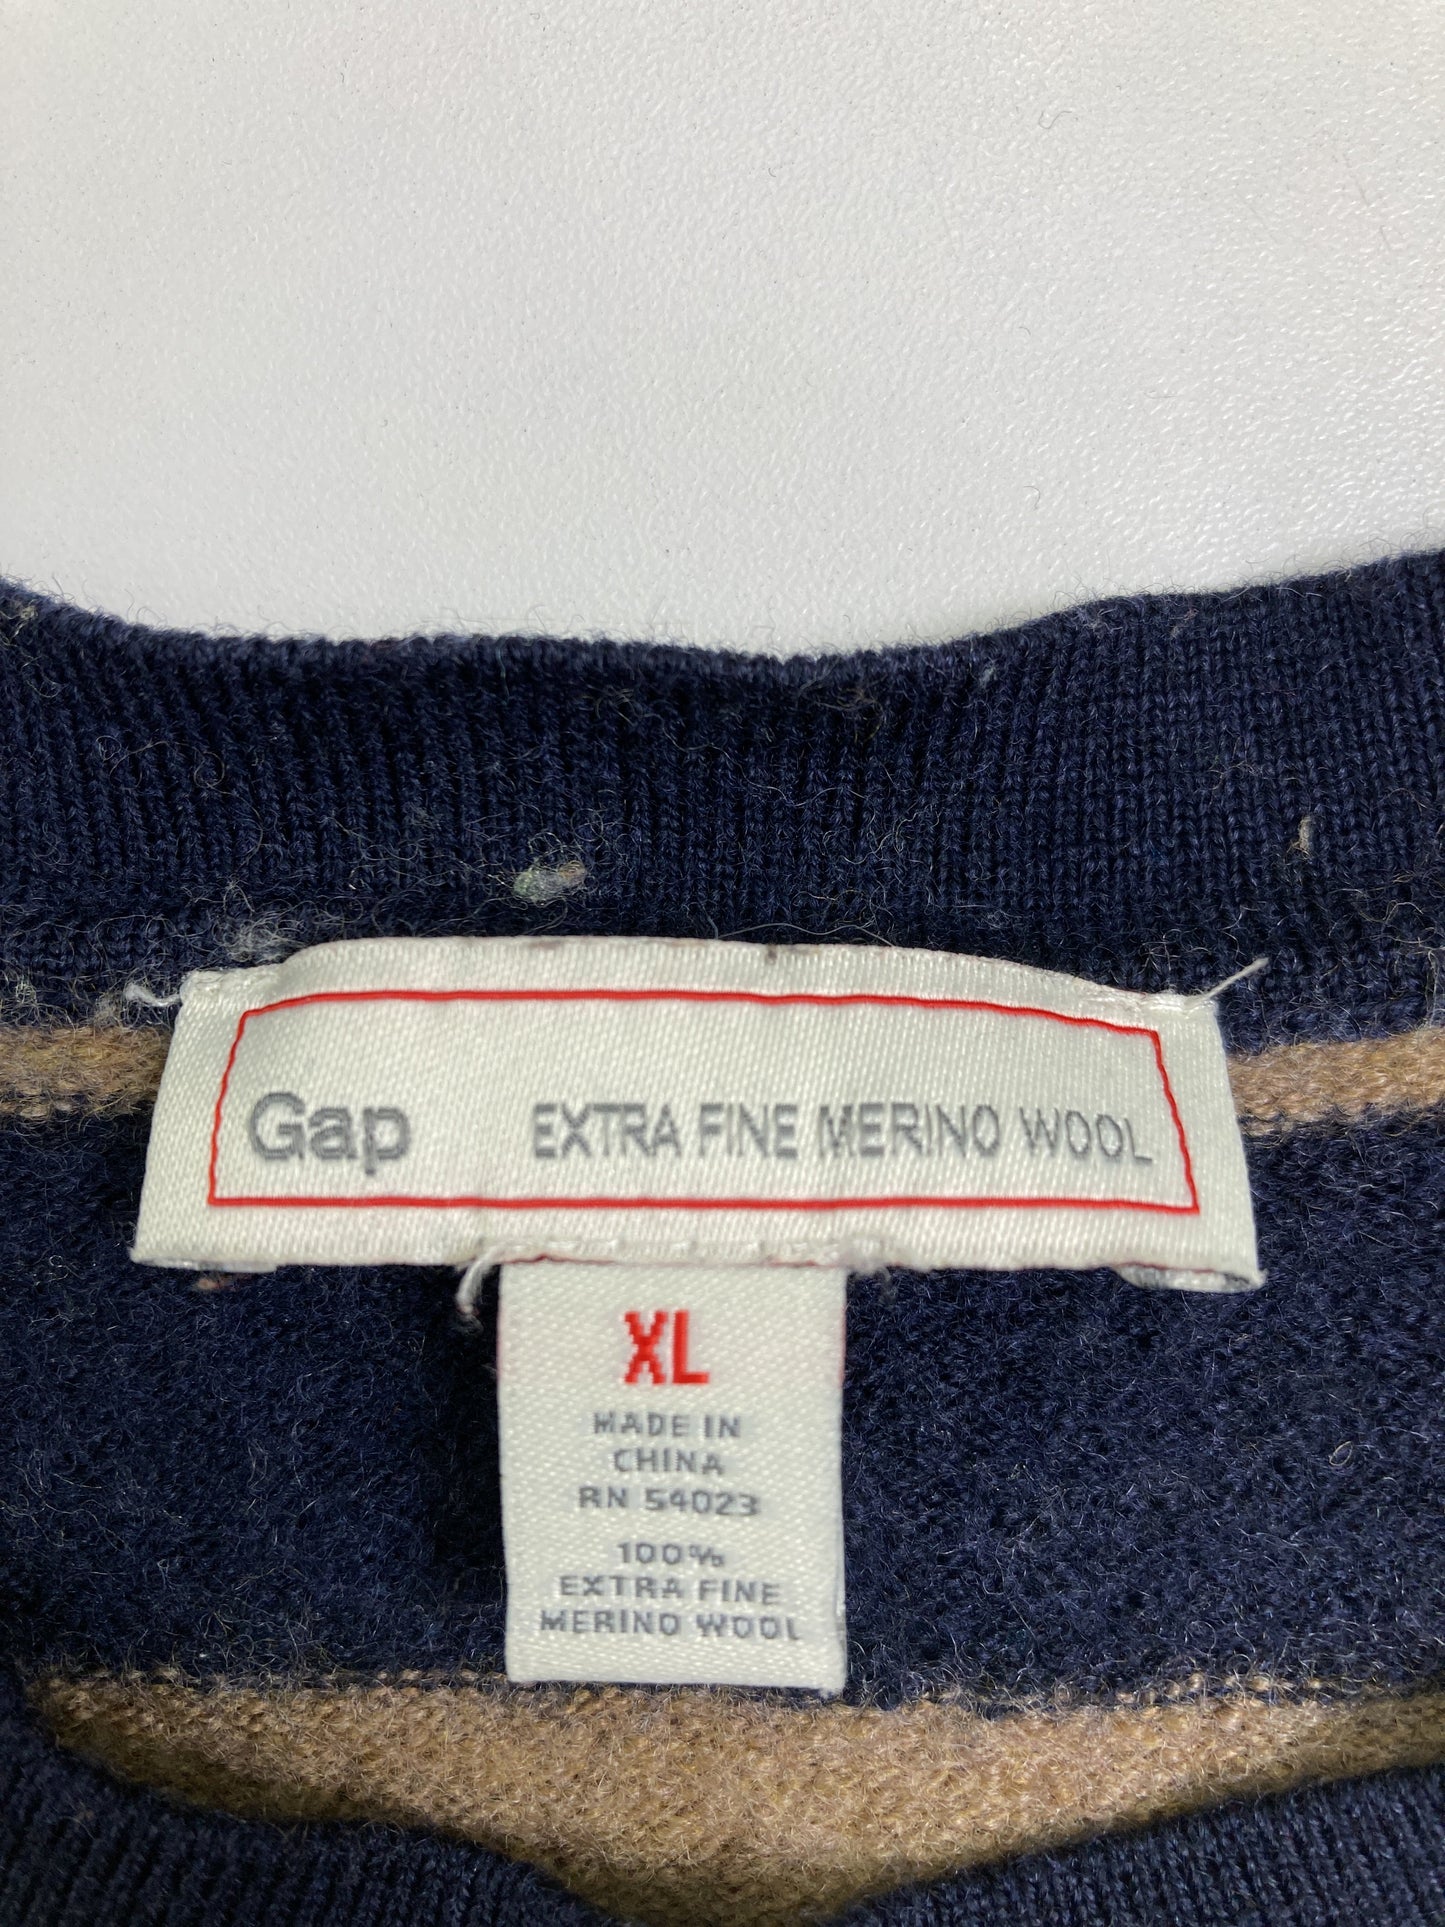 Gap EXTRA FINE MERINO WOOL
XL
MADE IN
CHINA
RN 54023
100%
EXTRA FINE
MERINO WOOL